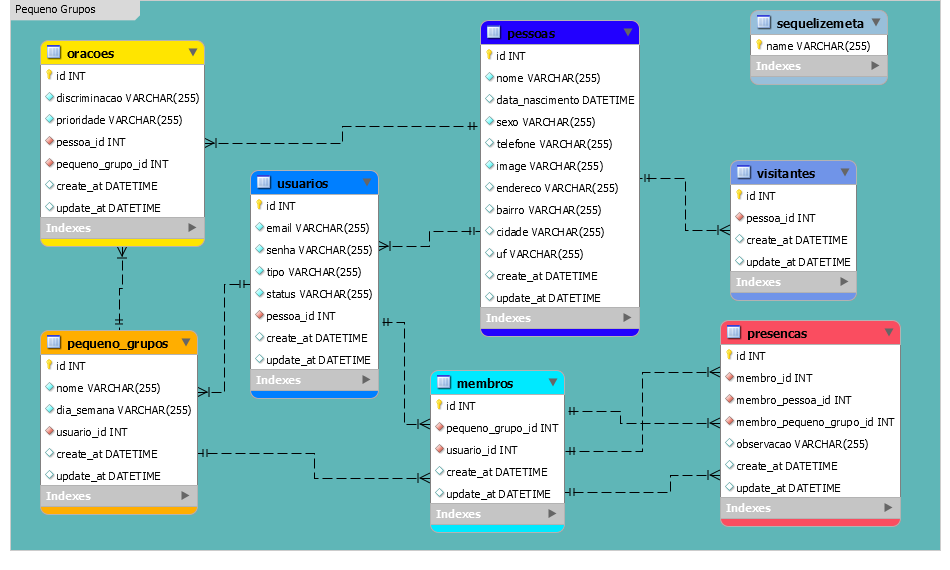 Pequeno Grupos
oracoes
id INT
discriminacao VARCHAR(255)
prioridade VARCHAR(255)
pessoa_id INT
pequeno_grupo_id INT
create_at DATETIME
update_at DATETIME
Indexes
pessoas
id INT
nome VARCHAR(255)
data_nascimento DATETIME
sexo VARCHAR(255)
telefone VARCHAR(255)
image VARCHAR(255)
endereco VARCHAR(255)
bairro VARCHAR(255)
cidade VARCHAR(255)
uf VARCHAR(255)
create_at DATETIME
update_at DATETIME
Indexes
sequelizemeta
name VARCHAR(255)
Indexes
usuarios
id INT
email VARCHAR(255)
senha VARCHAR(255)
tipo VARCHAR(255)
status VARCHAR(255)
pessoa_id INT
create_at DATETIME
update_at DATETIME
Indexes
visitantes
id INT
pessoa_id INT
create_at DATETIME
update_at DATETIME
Indexes
pequeno_grupos
id INT
nome VARCHAR(255)
dia_semana VARCHAR(255)
usuario_id INT
create_at DATETIME
update_at DATETIME
Indexes
membros
id INT
pequeno_grupo_id INT
usuario_id INT
create_at DATETIME
update_at DATETIME
Indexes
presencas
id INT
membro_id INT
membro_pessoa_id INT
membro_pequeno_grupo_id INT
observacao VARCHAR(255)
create_at DATETIME
update_at DATETIME
Indexes